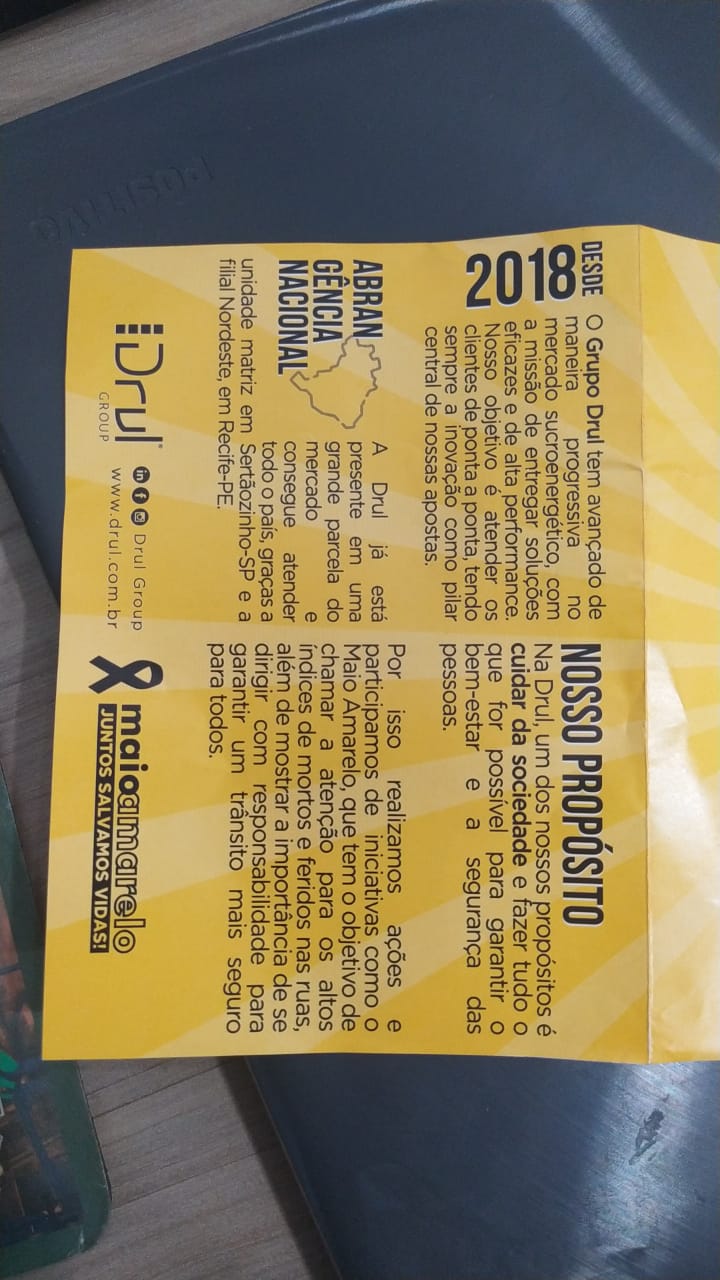 POSITIVO
DESDE
2018
O Grupo Drul tem avançado de
maneira progressiva no
mercado sucroenergético, com
a missão de entregar soluções
eficazes e de alta performance.
Nosso objetivo é atender os
clientes de ponta a ponta, tendo
sempre a inovação como pilar
central de nossas apostas.
ABRAN
GÊNCIA
NACIONAL
A Drul já está
presente em uma
grande parcela do
mercado e
consegue atender
todo o país, graças a
unidade matriz em Sertãozinho-SP e a
filial Nordeste, em Recife-PE.
Drul®
GROUP
in f Drul Group
www.drul.com.br
NOSSO PROPÓSITO
Na Drul, um dos nossos propósitos é
cuidar da sociedade e fazer tudo o
que for possível para garantir o
bem-estar e a segurança das
pessoas.
Por isso realizamos ações e
participamos de iniciativas como o
Maio Amarelo, que tem o objetivo de
chamar a atenção para os altos
índices de mortos e feridos nas ruas,
além de mostrar a importância de se
dirigir com responsabilidade para
garantir um trânsito mais seguro
para todos.
maioamarelo
JUNTOS SALVAMOS VIDAS!